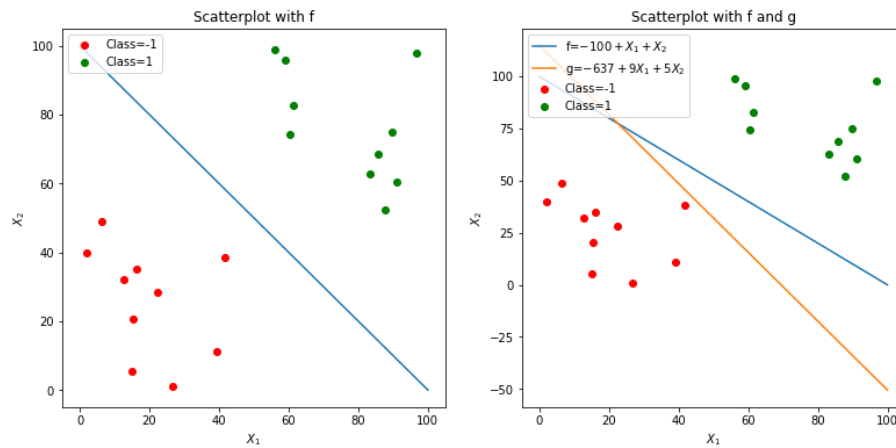 Scatterplot with f
Class=-1
Class=1
100
80
60
40
20
0
X₂
0 20 40 60 80 100
X₁
Scatterplot with f and g
f=−100 + X₁ + X₂
g=−637 + 9X₁ + 5X₂
Class=-1
Class=1
100
75
50
25
0
−25
−50
X₂
0 20 40 60 80 100
X₁